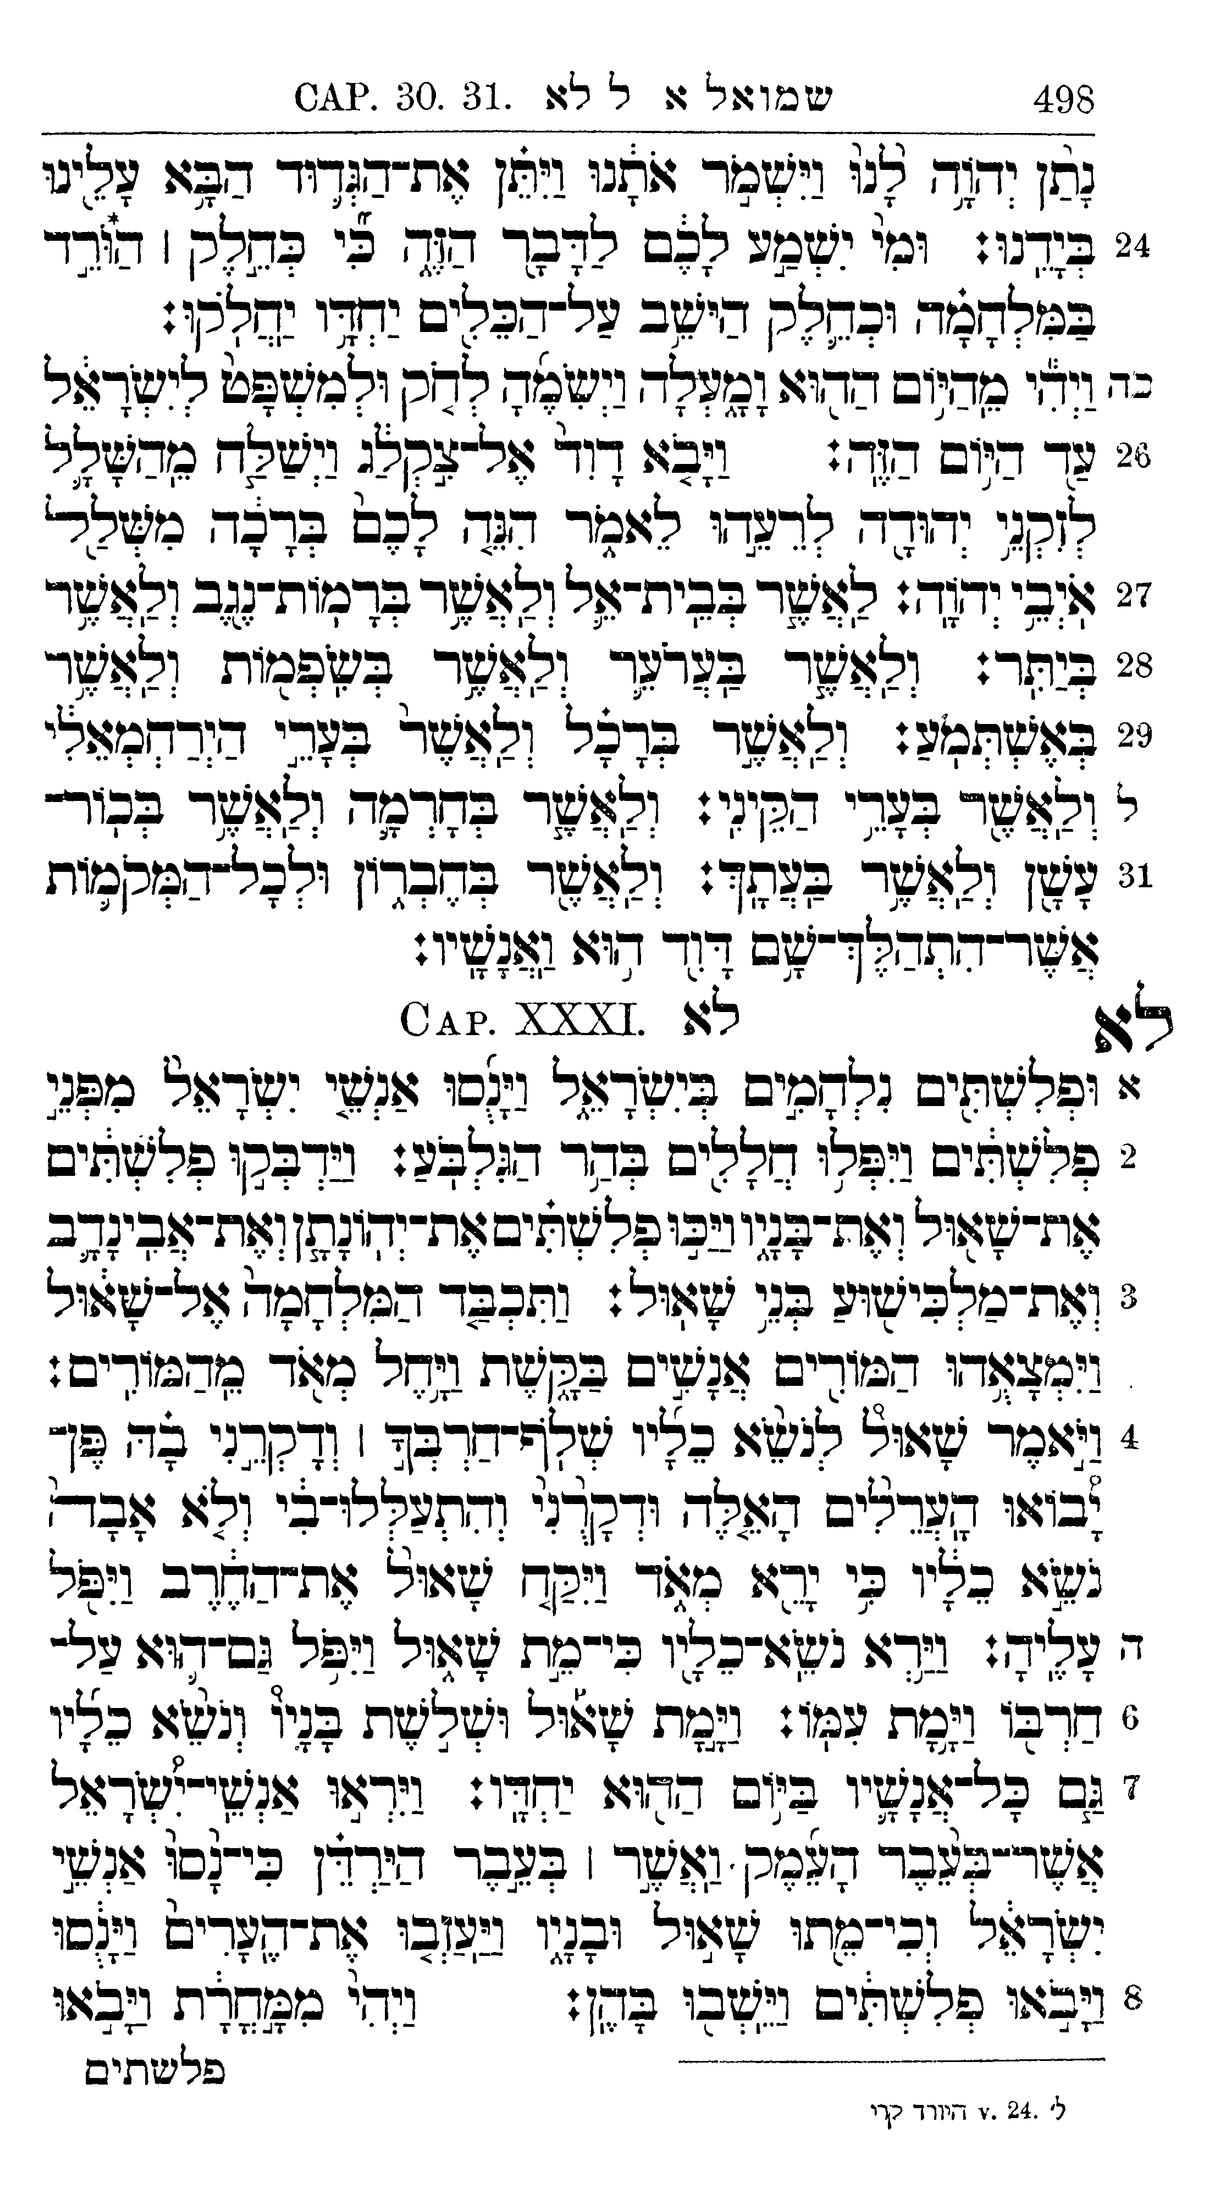 498 שמואל א ל לא CAP. 30. 31.
נָתַ֨ן יְהוָ֥ה לָ֙נוּ֙ וַיִּשְׁמֹ֣ר אֹתָ֔נוּ וַיִּתֵּ֗ן אֶֽת־הַגְּד֛וּד הַבָּ֥א עָלֵ֖ינוּ
24 בְּיָדֵֽנוּ׃ וּמִי֙ יִשְׁמַ֣ע לָכֶ֔ם לַדָּבָ֖ר הַזֶּ֑ה כִּ֞י כְּחֵ֣לֶק ׀ הַוֹּרֵ֣ד*
בַּמִּלְחָמָ֗ה וּֽכְחֵ֛לֶק הַיֹּשֵׁ֥ב עַל־הַכֵּלִ֖ים יַחְדָּ֥ו יַחֲלֹֽקוּ׃
כה וַיְהִ֕י מֵֽהַיּ֥וֹם הַה֖וּא וָמָ֑עְלָה וַיְשִׂמֶ֜הָ לְחֹ֤ק וּלְמִשְׁפָּט֙ לְיִשְׂרָאֵ֔ל
26 עַ֖ד הַיּ֥וֹם הַזֶּֽה׃ וַיָּבֹ֤א דָוִד֙ אֶל־צִ֣קְלַ֔ג וַיְשַׁלַּ֧ח מֵֽהַשָּׁלָ֛ל
לְזִקְנֵ֥י יְהוּדָ֖ה לְרֵעֵ֣הוּ לֵאמֹ֑ר הִנֵּ֤ה לָכֶם֙ בְּרָכָ֔ה מִשְּׁלַ֖ל
27 אֹֽיְבֵ֥י יְהוָֽה׃ לַאֲשֶׁ֧ר בְּבֵֽית־אֵ֛ל וְלַאֲשֶׁ֥ר בְּרָמֽוֹת־נֶ֖גֶב וְלַאֲשֶׁ֥ר
28 בְּיַתִּֽר׃ וְלַאֲשֶׁ֧ר בַּעֲרֹעֵ֛ר וְלַאֲשֶׁ֥ר בְּשִֽׂפְמ֖וֹת וְלַאֲשֶׁ֥ר
29 בְּאֶשְׁתְּמֹֽעַ׃ וְלַאֲשֶׁ֣ר בְּרָכָ֗ל וְלַֽאֲשֶׁר֙ בְּעָרֵ֣י הַיְרַחְמְאֵלִ֔י
ל וְלַאֲשֶׁ֖ר בְּעָרֵ֥י הַקֵּינִֽי׃ וְלַאֲשֶׁ֧ר בְּחָרְמָ֛ה וְלַאֲשֶׁ֥ר בְּכֽוֹר־
31 עָשָׁ֖ן וְלַאֲשֶׁ֥ר בַּעֲתָֽךְ׃ וְלַאֲשֶׁ֖ר בְּחֶבְר֑וֹן וּֽלְכָל־הַמְּקֹמ֛וֹת
אֲשֶֽׁר־הִתְהַלֶּךְ־שָׁ֥ם דָּוִ֖ד ה֥וּא וַאֲנָשָֽׁיו׃
לא לא CAP. XXXI.
א וּפְלִשְׁתִּ֖ים נִלְחָמִ֣ים בְּיִשְׂרָאֵ֑ל וַיָּנֻ֜סוּ אַנְשֵׁ֤י יִשְׂרָאֵל֙ מִפְּנֵ֣י
2 פְלִשְׁתִּ֔ים וַיִּפְּל֥וּ חֲלָלִ֖ים בְּהַ֥ר הַגִּלְבֹּֽעַ׃ וַיַּדְבְּק֣וּ פְלִשְׁתִּ֔ים
אֶת־שָׁא֖וּל וְאֶת־בָּנָ֑יו וַיַּכּ֣וּ פְלִשְׁתִּ֗ים אֶת־יְהוֹנָתָ֧ן וְאֶת־אֲבִינָדָ֛ב
3 וְאֶת־מַלְכִּישׁ֖וּעַ בְּנֵ֥י שָׁאֽוּל׃ וַתִּכְבַּ֤ד הַמִּלְחָמָה֙ אֶל־שָׁא֔וּל
וַיִּמְצָאֻ֥הוּ הַמּוֹרִ֖ים אֲנָשִׁ֣ים בַּקָּ֑שֶׁת וַיָּ֥חֶל מְאֹ֖ד מֵהַמּוֹרִֽים׃
4 וַיֹּ֣אמֶר שָׁאוּל֩ לְנֹשֵׂ֨א כֵלָ֜יו שְׁלֹ֥ף־חַרְבְּךָ֣ ׀ וְדָקְרֵ֣נִי בָ֗הּ פֶּן־
יָ֠בוֹאוּ הָעֲרֵלִ֨ים הָאֵ֤לֶּה וּדְקָרֻ֙נִי֙ וְהִתְעַלְּלוּ־בִ֔י וְלֹ֤א אָבָה֙
נֹשֵׂ֣א כֵלָ֔יו כִּ֥י יָרֵ֖א מְאֹ֑ד וַיִּקַּ֤ח שָׁאוּל֙ אֶת־הַחֶ֔רֶב וַיִּפֹּ֖ל
ה עָלֶֽיהָ׃ וַיַּ֥רְא נֹשֵֽׂא־כֵלָ֖יו כִּי־מֵ֣ת שָׁא֑וּל וַיִּפֹּ֥ל גַּם־ה֛וּא עַל־
6 חַרְבּ֖וֹ וַיָּ֥מָת עִמּֽוֹ׃ וַיָּ֣מָת שָׁא֡וּל וּשְׁלֹ֣שֶׁת בָּנָיו֩ וְנֹשֵׂ֨א כֵלָ֜יו
7 גַּ֧ם כָּל־אֲנָשָׁ֛יו בַּיּ֥וֹם הַה֖וּא יַחְדָּֽו׃ וַיִּרְא֣וּ אַנְשֵֽׁי־יִ֠שְׂרָאֵל
אֲשֶׁר־בְּעֵ֨בֶר הָעֵ֜מֶק וַאֲשֶׁ֣ר ׀ בְּעֵ֣בֶר הַיַּרְדֵּ֗ן כִּי־נָ֙סוּ֙ אַנְשֵׁ֣י
יִשְׂרָאֵ֔ל וְכִי־מֵ֖תוּ שָׁא֣וּל וּבָנָ֑יו וַיַּעַזְב֤וּ אֶת־הֶֽעָרִים֙ וַיָּנֻ֔סוּ
8 וַיָּבֹ֣אוּ פְלִשְׁתִּ֔ים וַיֵּֽשְׁב֖וּ בָּהֶֽן׃ וַֽיְהִי֙ מִֽמָּחֳרָ֔ת וַיָּבֹ֣אוּ
פלשתים
ל׳ v. 24. היורד קרי